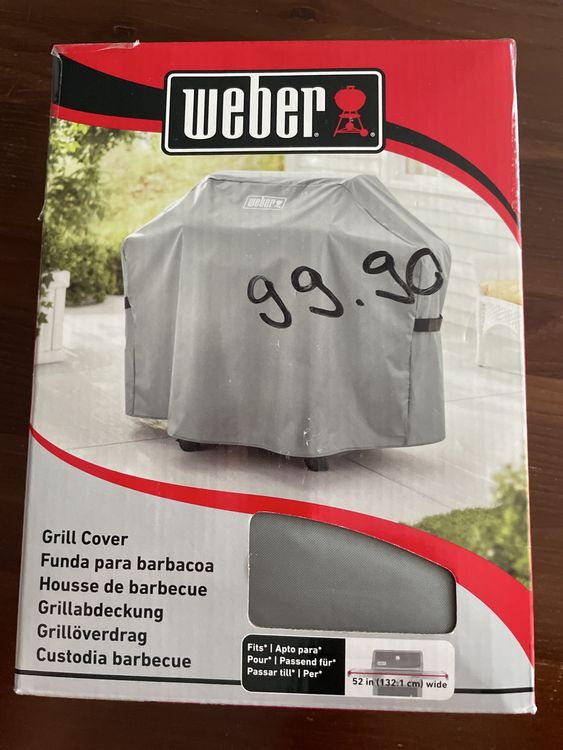 weber
weber
99.90
Grill Cover
Funda para barbacoa
Housse de barbecue
Grillabdeckung
Grillöverdrag
Custodia barbecue
Fits* | Apto para*
Pour* | Passend für*
Passar till* | Per*
52 in (132.1 cm) wide